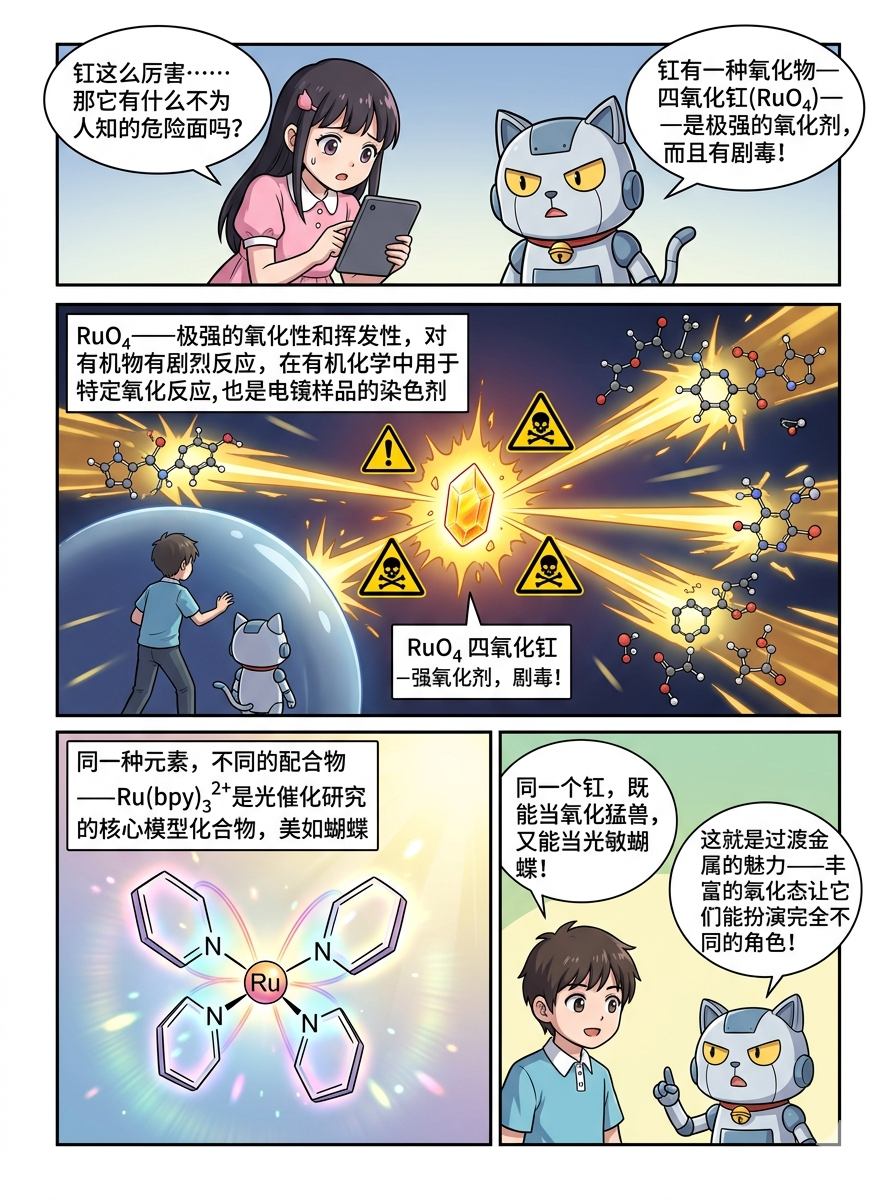 钌这么厉害……
那它有什么不为
人知的危险面吗？
钌有一种氧化物—
四氧化钌(RuO₄)—
—是极强的氧化剂，
而且有剧毒！
RuO₄——极强的氧化性和挥发性，对
有机物有剧烈反应，在有机化学中用于
特定氧化反应,也是电镜样品的染色剂
RuO₄ 四氧化钌
–强氧化剂，剧毒！
同一种元素，不同的配合物
——Ru(bpy)₃²⁺是光催化研究
的核心模型化合物，美如蝴蝶
N
N
Ru
N
N
同一个钌，既
能当氧化猛兽，
又能当光敏蝴
蝶！
这就是过渡金
属的魅力——丰
富的氧化态让它
们能扮演完全不
同的角色！